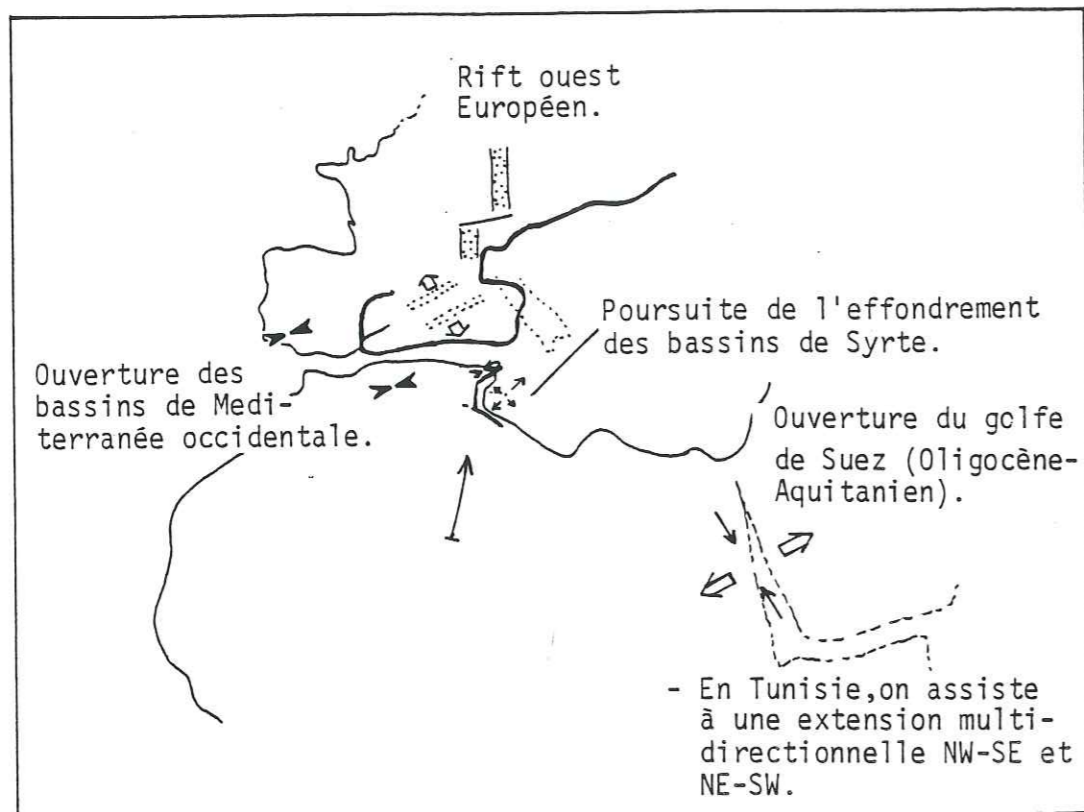 Rift ouest
Européen.
Poursuite de l'effondrement
des bassins de Syrte.
Ouverture des
bassins de Medi-
terranée occidentale.
Ouverture du golfe
de Suez (Oligocène-
Aquitanien).
- En Tunisie,on assiste
à une extension multi-
directionnelle NW-SE et
NE-SW.